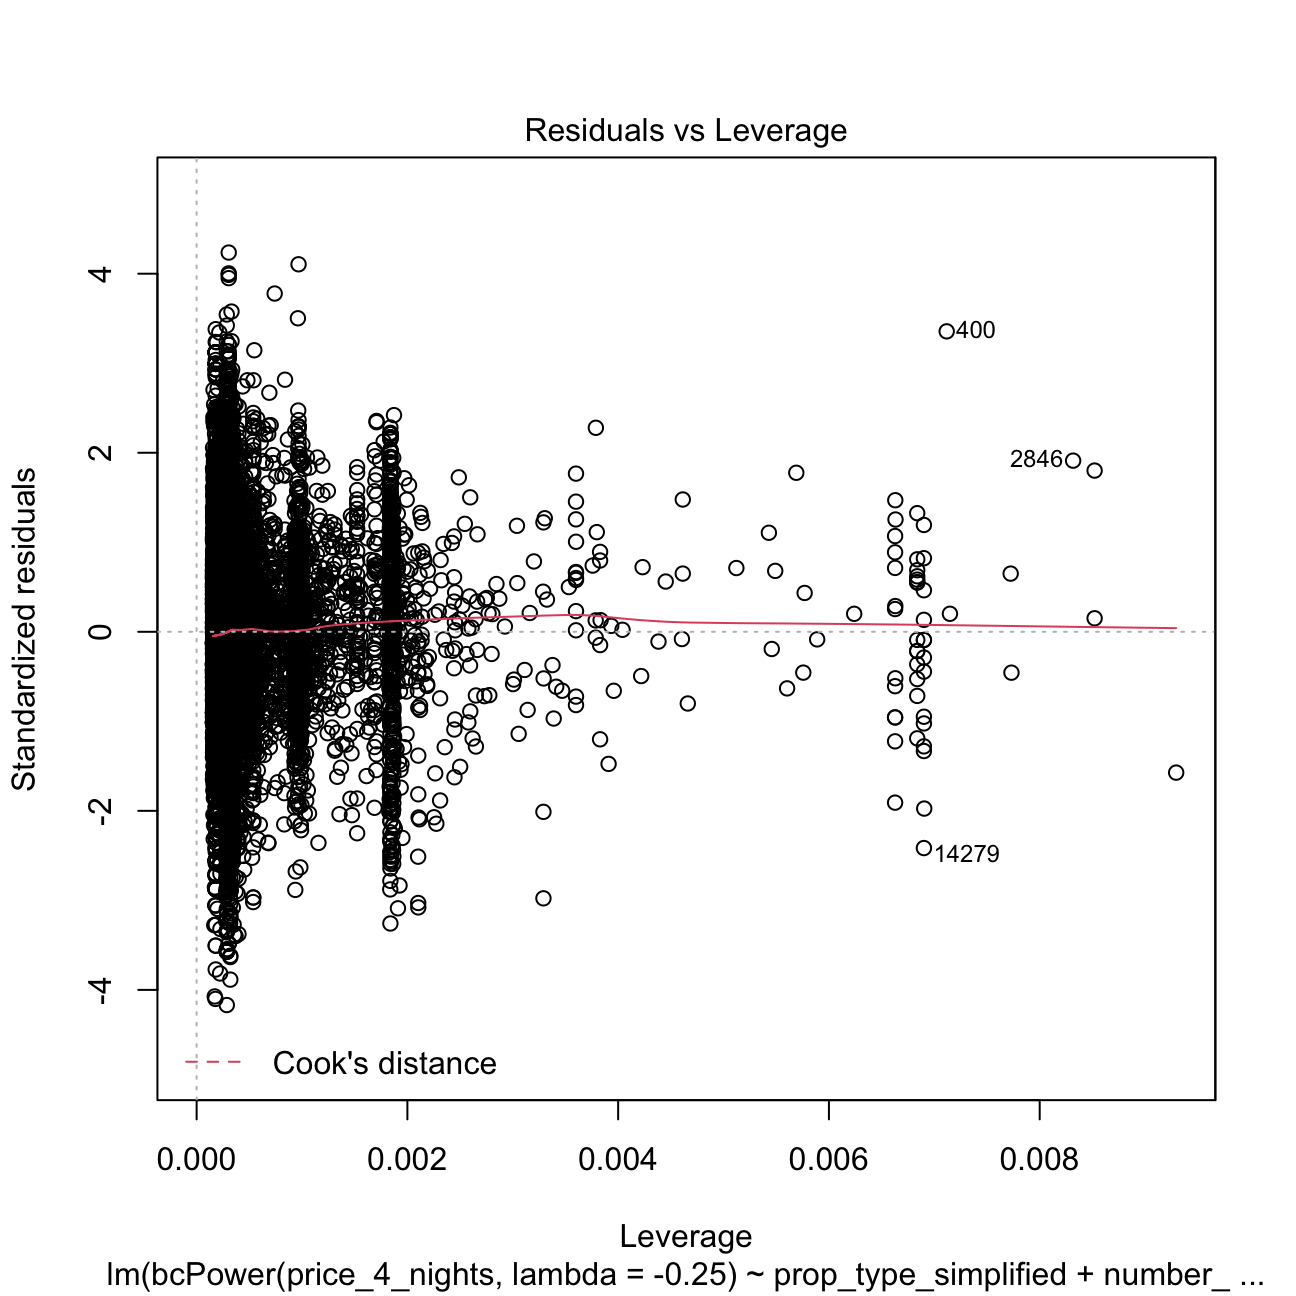 Residuals vs Leverage
Standardized residuals
4
2
0
-2
-4
400
2846
14279
Cook's distance
0.000 0.002 0.004 0.006 0.008
Leverage
lm(bcPower(price_4_nights, lambda = -0.25) ~ prop_type_simplified + number_ ...